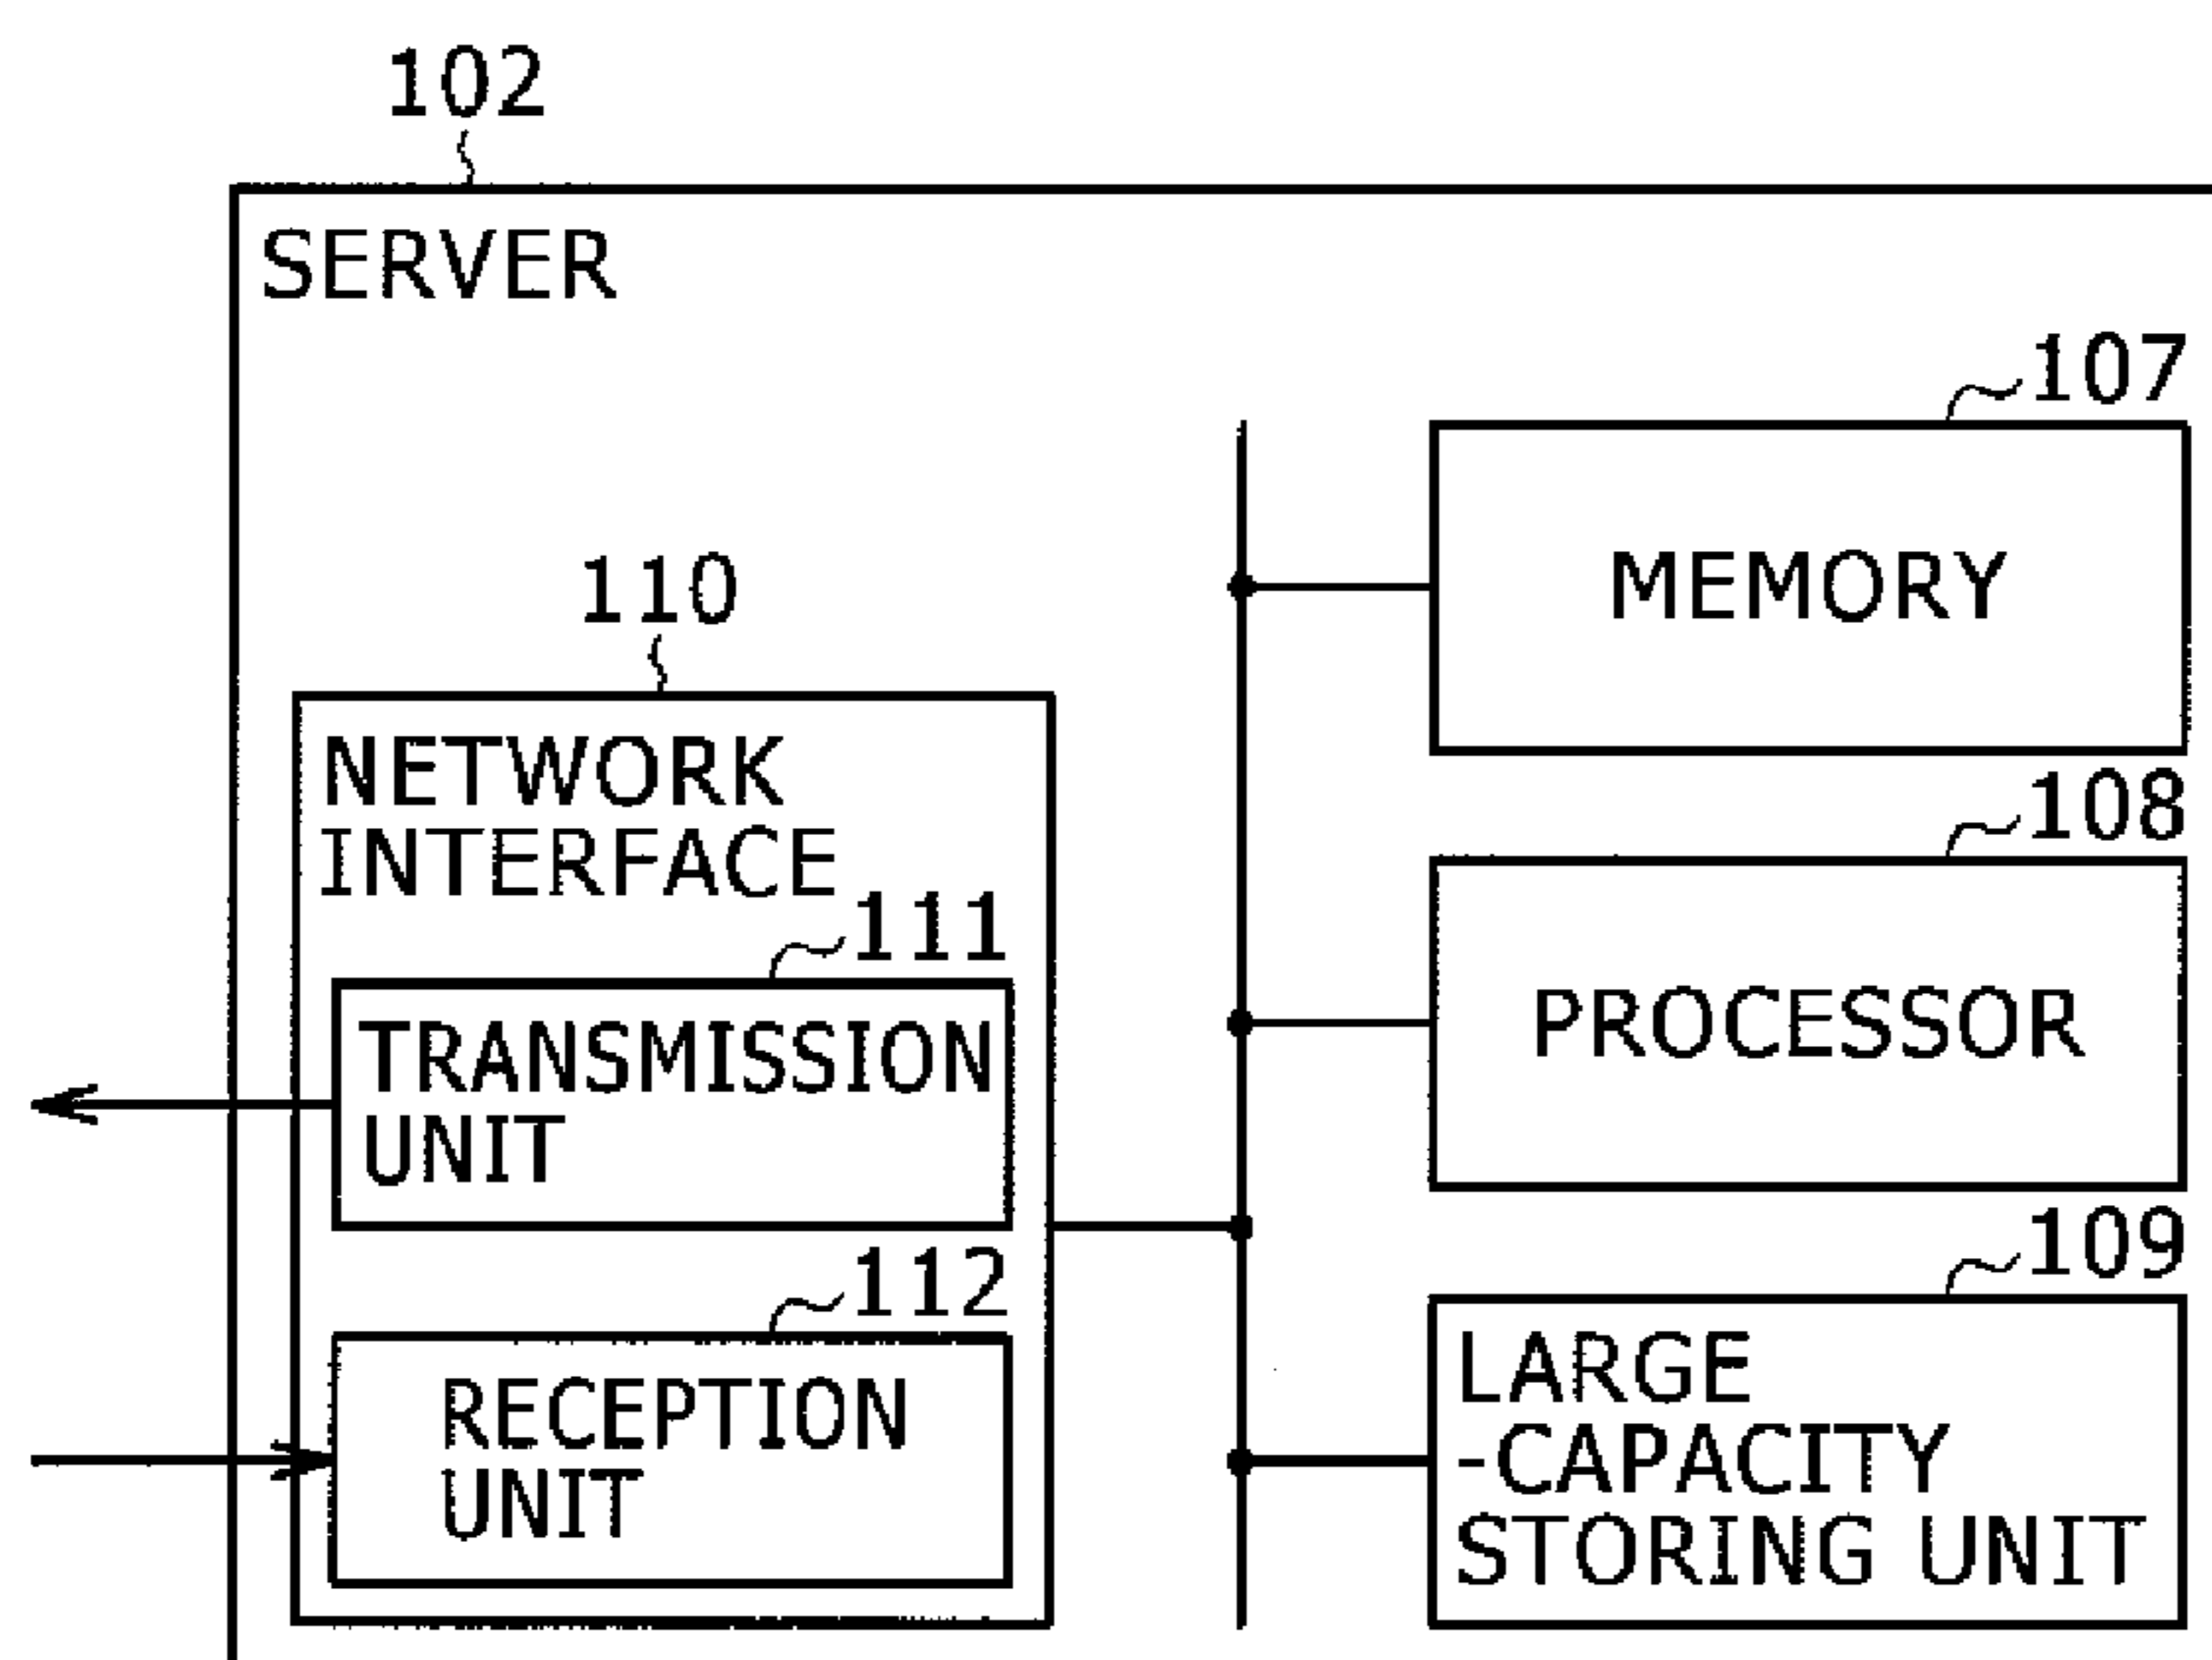 102
SERVER
107
MEMORY
110
NETWORK
INTERFACE
108
PROCESSOR
111
TRANSMISSION
UNIT
112
RECEPTION
UNIT
109
LARGE
-CAPACITY
STORING UNIT